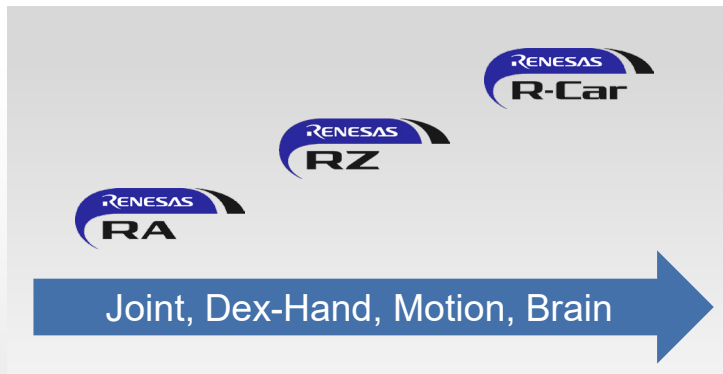 RENESAS
R-Car
RENESAS
RZ
RENESAS
RA
Joint, Dex-Hand, Motion, Brain